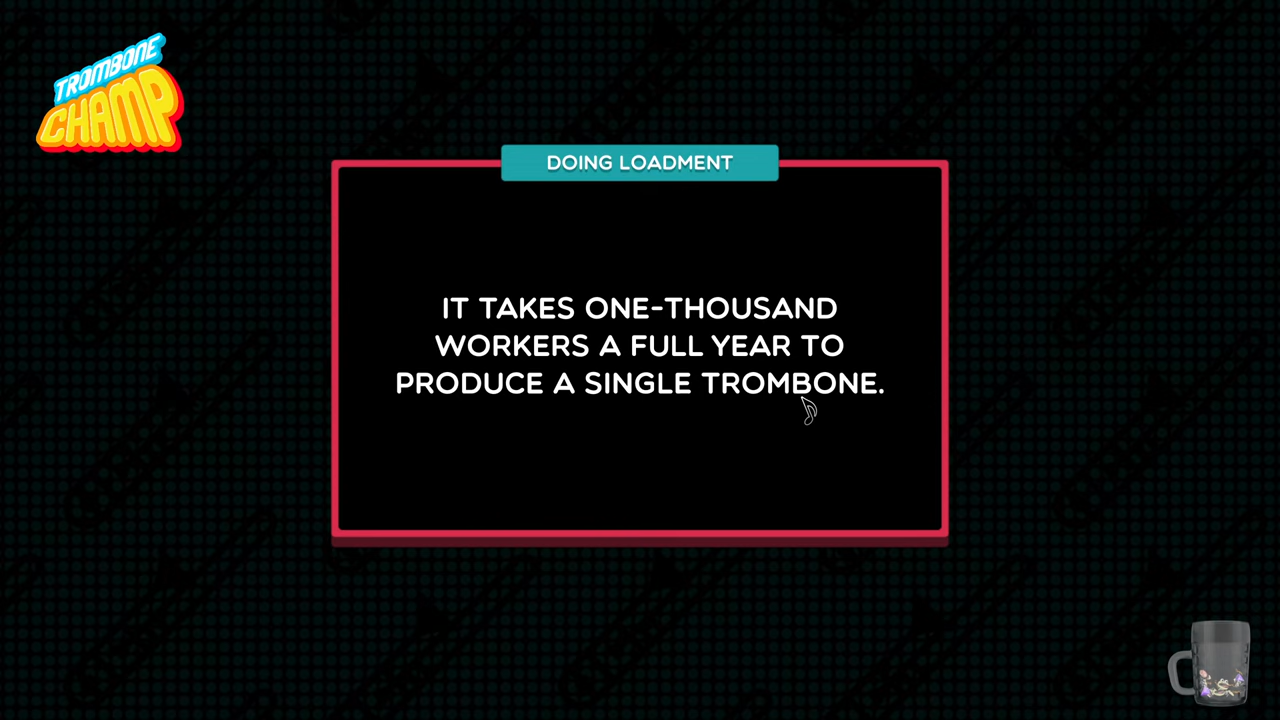 TROMBONE
CHAMP
DOING LOADMENT
IT TAKES ONE-THOUSAND
WORKERS A FULL YEAR TO
PRODUCE A SINGLE TROMBONE.